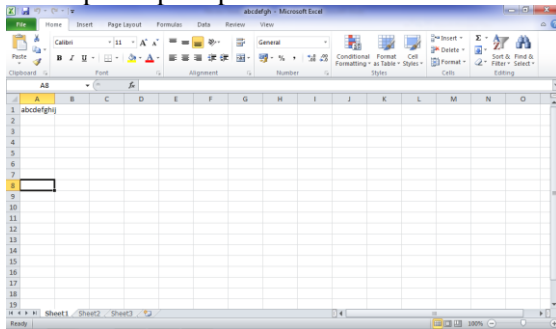 abcdefgh - Microsoft Excel
File Home Insert Page Layout Formulas Data Review View
Paste Calibri 11 A A General Conditional Formatting Format as Table Cell Styles Insert Delete Format Sort & Filter Find & Select
B I U A $ % ,
Clipboard Font Alignment Number Styles Cells Editing
A8 fx
A B C D E F G H I J K L M N O
1 abcdefghij
2
3
4
5
6
7
8
9
10
11
12
13
14
15
16
17
18
19
Sheet1 Sheet2 Sheet3
Ready 100%